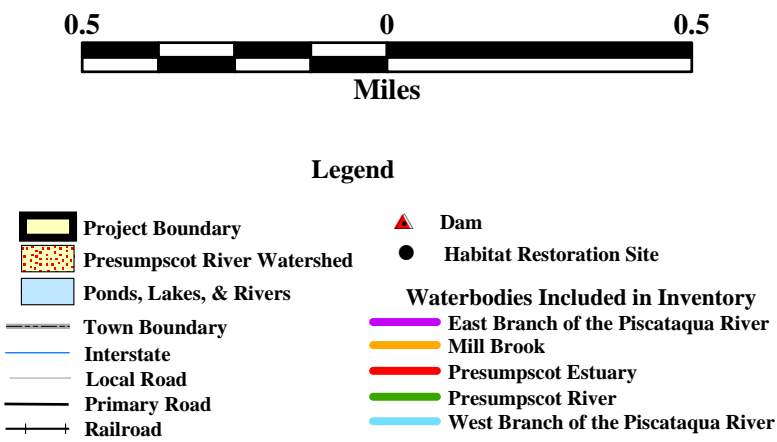 0.5 0 0.5
Miles
Legend
Project Boundary
Presumpscot River Watershed
Ponds, Lakes, & Rivers
Town Boundary
Interstate
Local Road
Primary Road
Railroad
Dam
Habitat Restoration Site
Waterbodies Included in Inventory
East Branch of the Piscataqua River
Mill Brook
Presumpscot Estuary
Presumpscot River
West Branch of the Piscataqua River